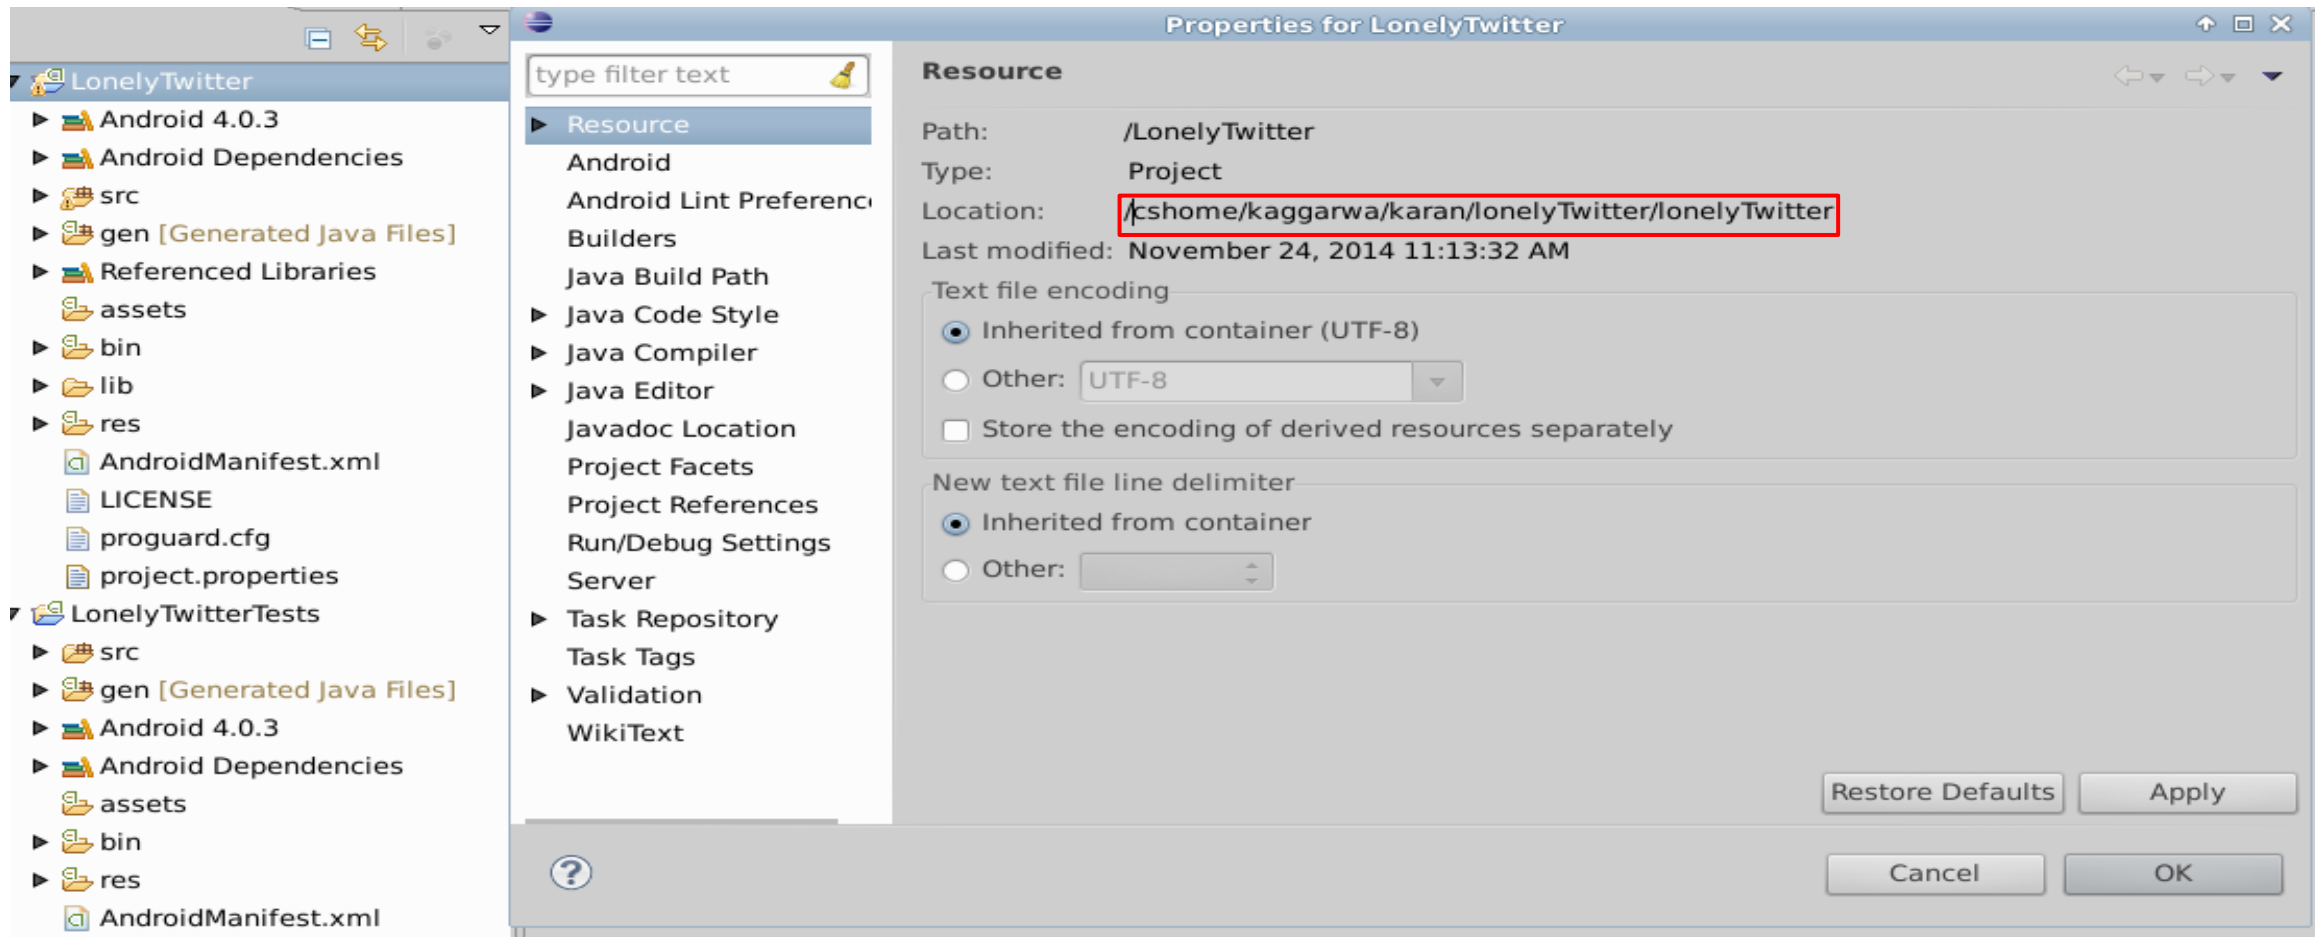 LonelyTwitter
Android 4.0.3
Android Dependencies
src
gen [Generated Java Files]
Referenced Libraries
assets
bin
lib
res
AndroidManifest.xml
LICENSE
proguard.cfg
project.properties
LonelyTwitterTests
src
gen [Generated Java Files]
Android 4.0.3
Android Dependencies
assets
bin
res
AndroidManifest.xml
Properties for LonelyTwitter
type filter text
Resource
Android
Android Lint Preferenc
Builders
Java Build Path
Java Code Style
Java Compiler
Java Editor
Javadoc Location
Project Facets
Project References
Run/Debug Settings
Server
Task Repository
Task Tags
Validation
WikiText
Resource
Path: /LonelyTwitter
Type: Project
Location: /cshome/kaggarwa/karan/lonelyTwitter/lonelyTwitter
Last modified: November 24, 2014 11:13:32 AM
Text file encoding
Inherited from container (UTF-8)
Other: UTF-8
Store the encoding of derived resources separately
New text file line delimiter
Inherited from container
Other:
Restore Defaults Apply
? Cancel OK